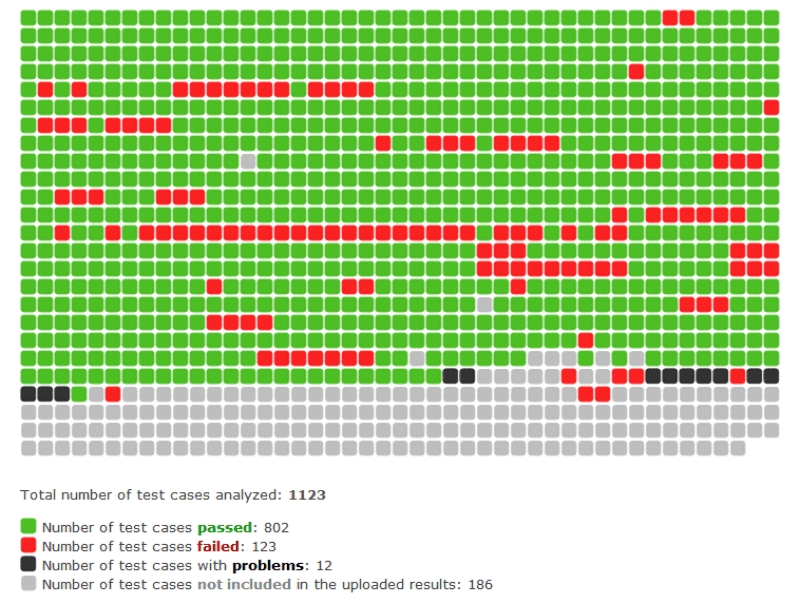 Total number of test cases analyzed: 1123
Number of test cases passed: 802
Number of test cases failed: 123
Number of test cases with problems: 12
Number of test cases not included in the uploaded results: 186